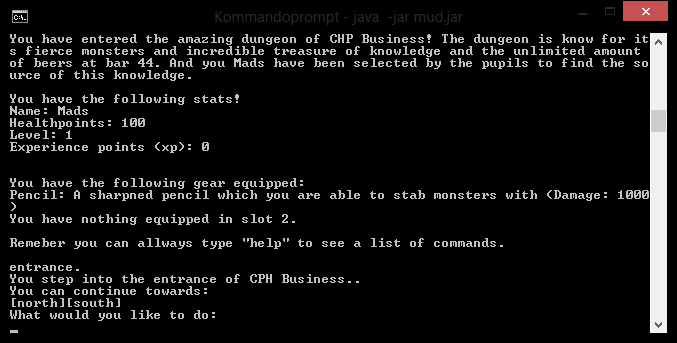 Kommandoprompt - java -jar mud.jar
You have entered the amazing dungeon of CHP Business! The dungeon is know for it
s fierce monsters and incredible treasure of knowledge and the unlimited amount
of beers at bar 44. And you Mads have been selected by the pupils to find the so
urce of this knowledge.
You have the following stats!
Name: Mads
Healthpoints: 100
Level: 1
Experience points (xp): 0
You have the following gear equipped:
Pencil: A sharpned pencil which you are able to stab monsters with (Damage: 1000
)
You have nothing equipped in slot 2.
Remeber you can allways type "help" to see a list of commands.
entrance.
You step into the entrance of CPH Business..
You can continue towards:
[north][south]
What would you like to do: